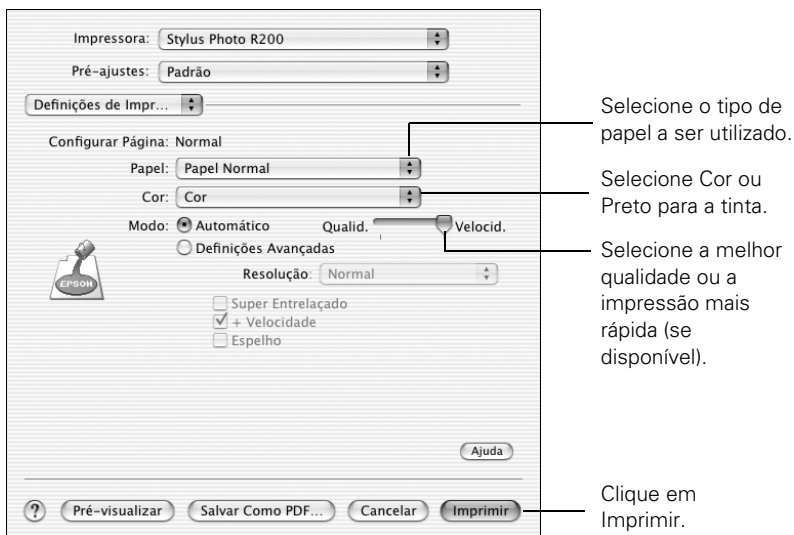 Impressora: Stylus Photo R200
Pré-ajustes: Padrão
Definições de Impr...
Configurar Página: Normal
Papel: Papel Normal
Cor: Cor
Modo: Automático Qualid. Velocid.
Definições Avançadas
Resolução: Normal
Super Entrelaçado
+ Velocidade
Espelho
EPSON
Ajuda
? Pré-visualizar Salvar Como PDF... Cancelar Imprimir
Selecione o tipo de
papel a ser utilizado.
Selecione Cor ou
Preto para a tinta.
Selecione a melhor
qualidade ou a
impressão mais
rápida (se
disponível).
Clique em
Imprimir.